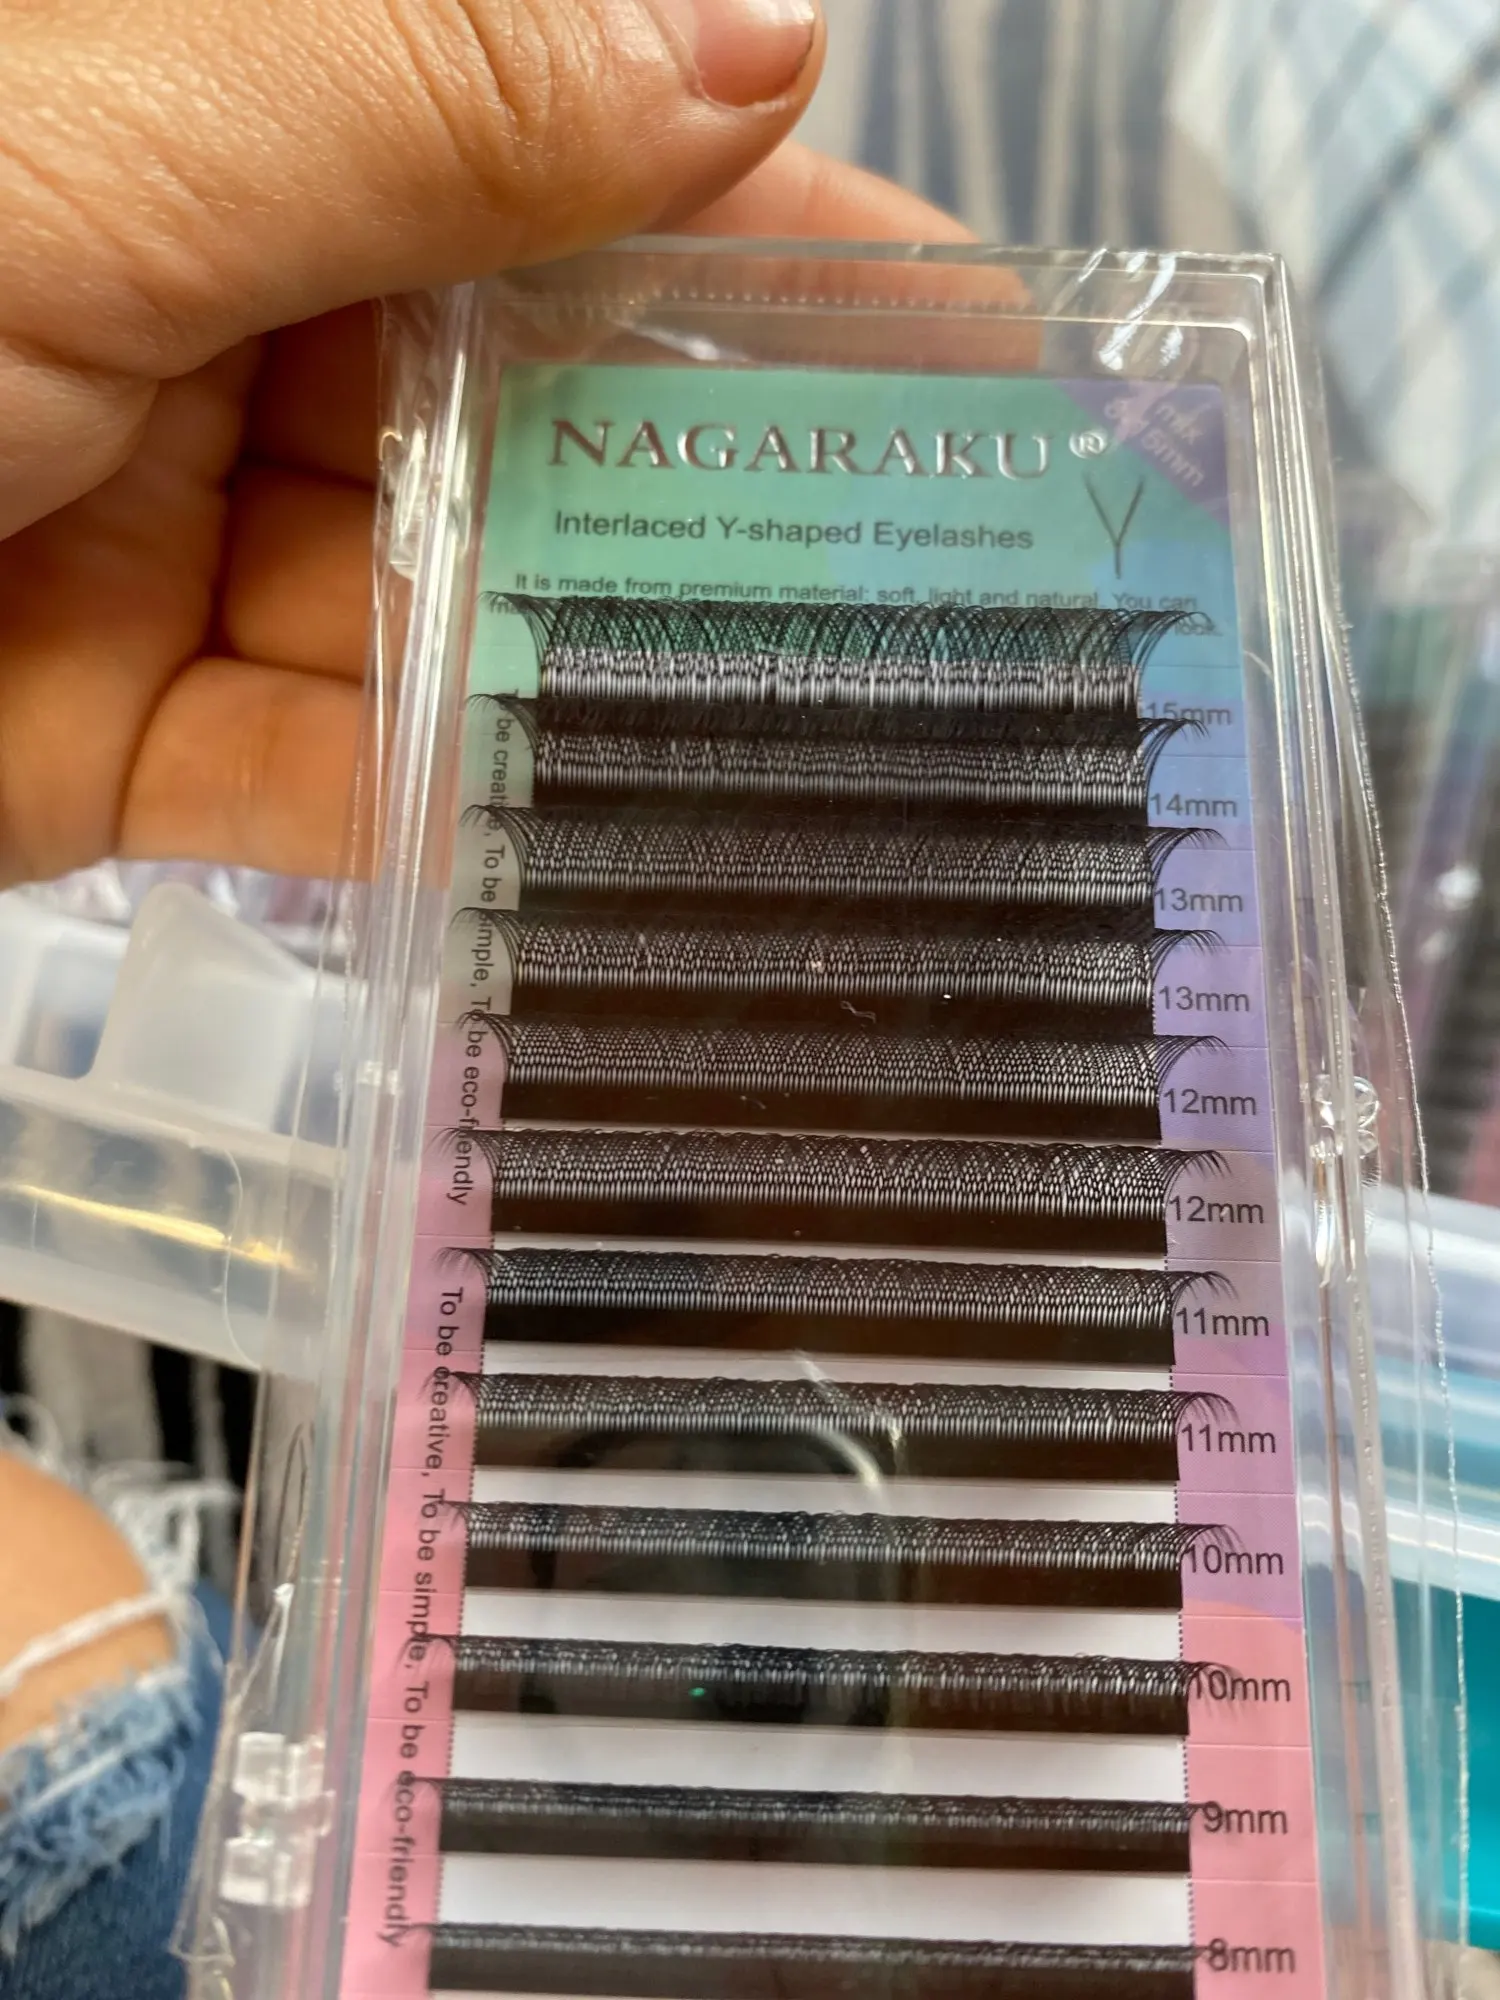 NAGARAKU®
mix
Interlaced Y-shaped Eyelashes
It is made from premium material: soft, light and natural. You can
look.
15mm
14mm
13mm
13mm
12mm
12mm
11mm
11mm
10mm
10mm
9mm
8mm
To be creative, To be simple, To be eco-friendly
To be creative, To be simple, To be eco-friendly